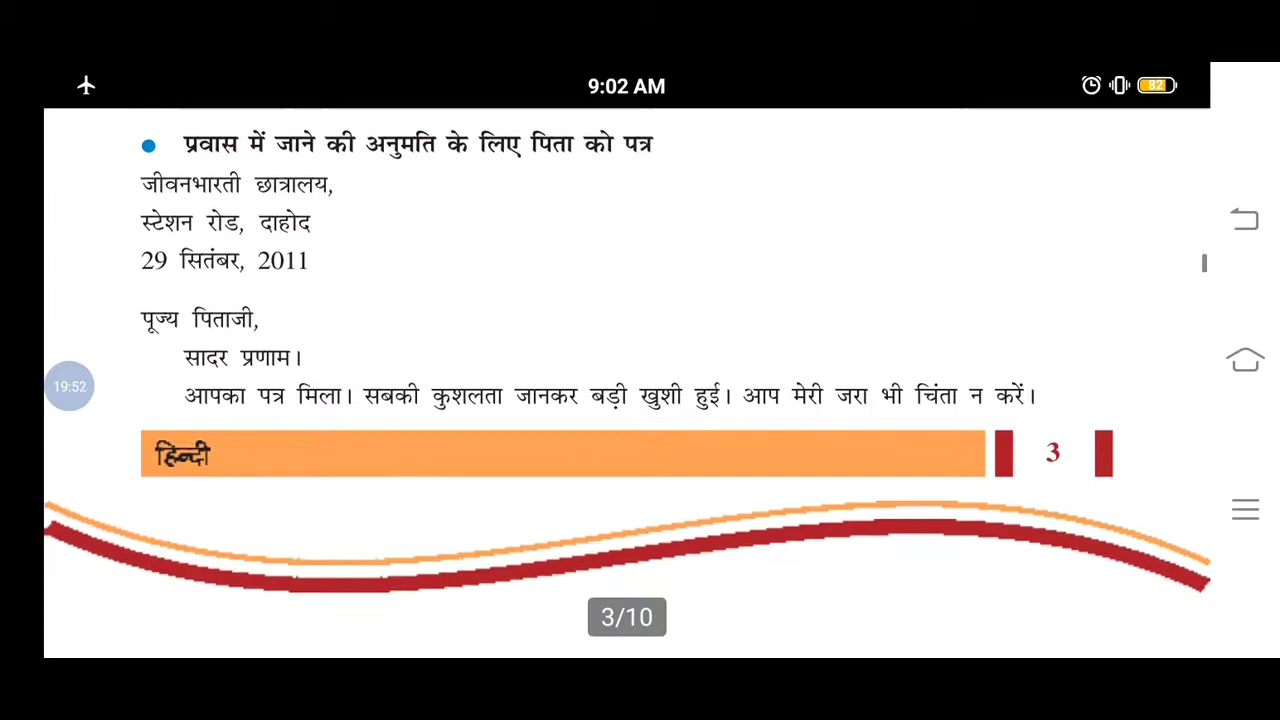 9:02 AM
82
● प्रवास में जाने की अनुमति के लिए पिता को पत्र
जीवनभारती छात्रालय,
स्टेशन रोड, दाहोद
29 सितंबर, 2011
पूज्य पिताजी,
सादर प्रणाम।
19:52
आपका पत्र मिला। सबकी कुशलता जानकर बड़ी खुशी हुई। आप मेरी जरा भी चिंता न करें।
हिन्दी
3
3/10